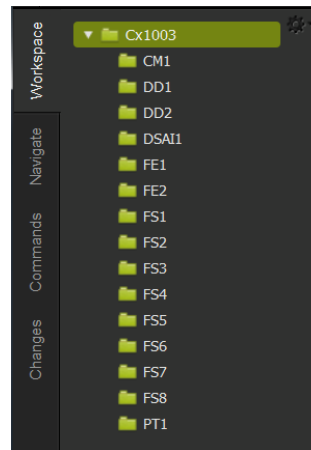 Workspace
Navigate
Commands
Changes
Cx1003
CM1
DD1
DD2
DSAI1
FE1
FE2
FS1
FS2
FS3
FS4
FS5
FS6
FS7
FS8
PT1